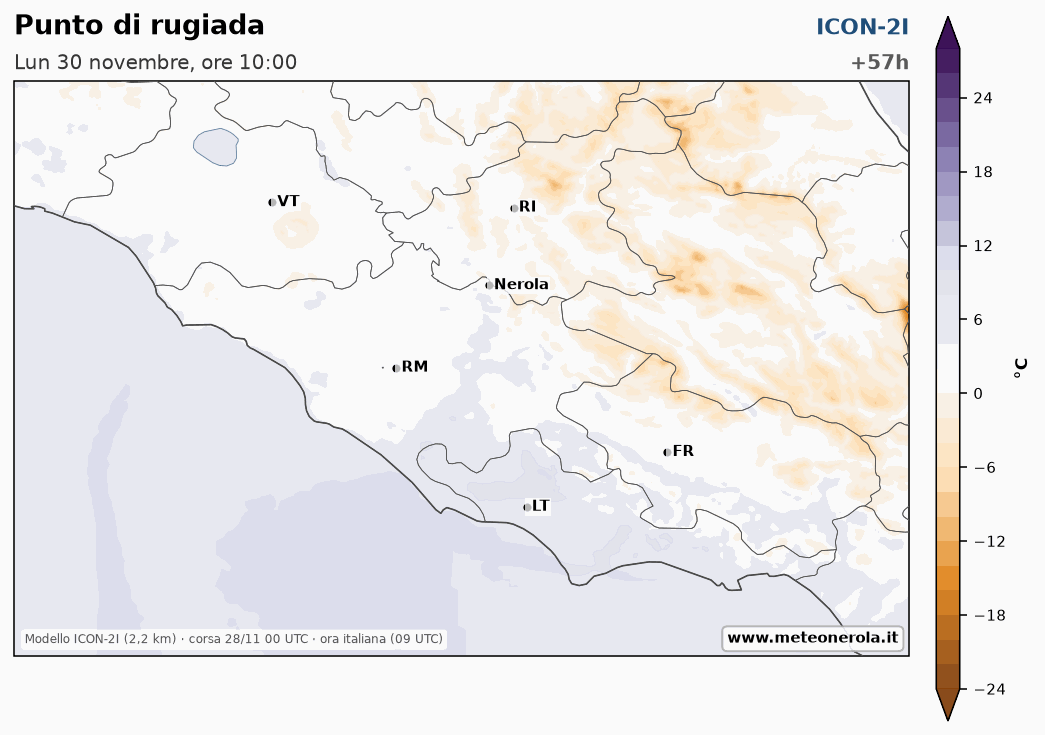 Punto di rugiada
ICON-2I
Lun 30 novembre, ore 10:00
+57h
24
18
12
6
0
−6
−12
−18
−24
°C
VT
RI
Nerola
RM
FR
LT
Modello ICON-2I (2,2 km) · corsa 28/11 00 UTC · ora italiana (09 UTC)
www.meteonerola.it